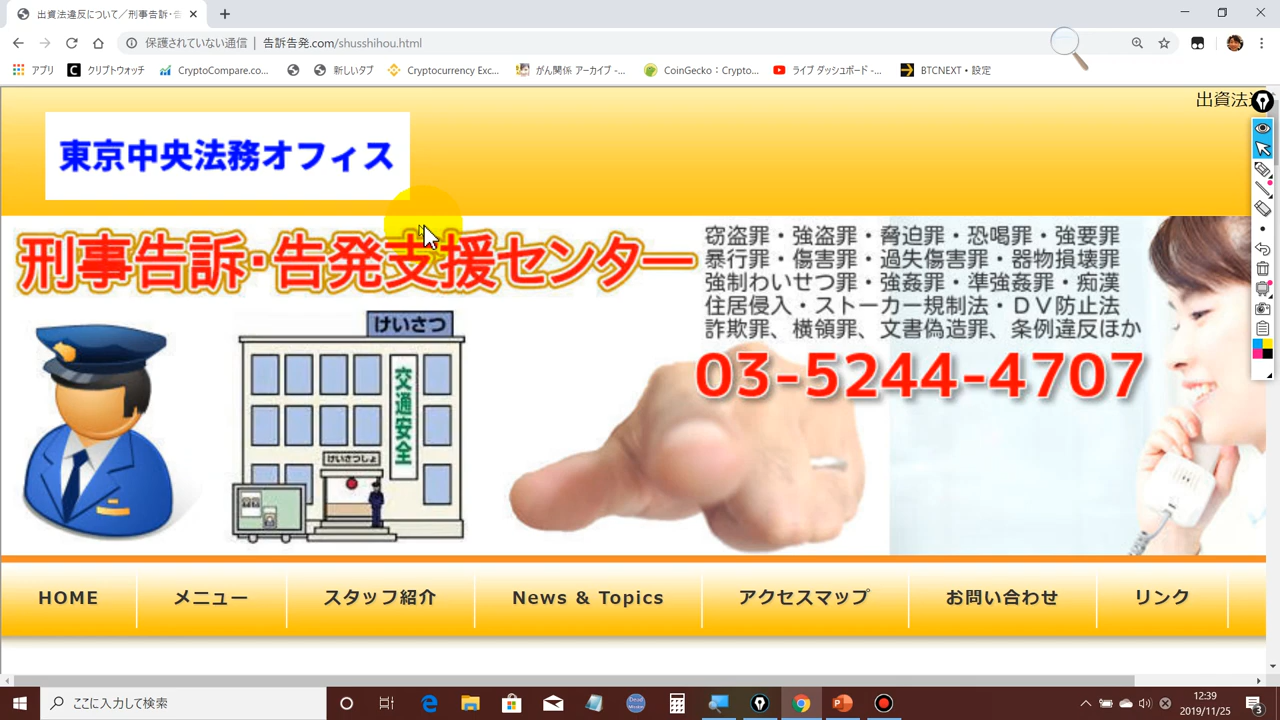 出資法違反について／刑事告訴・告
保護されていない通信 | 告訴告発.com/shusshihou.html
アプリ クリプトウォッチ CryptoCompare.co... 新しいタブ Cryptocurrency Exc... がん関係 アーカイブ -... CoinGecko：Crypto... ライブ ダッシュボード -... BTCNEXT・設定
出資法
東京中央法務オフィス
刑事告訴・告発支援センター
窃盗罪・強盗罪・脅迫罪・恐喝罪・強要罪
暴行罪・傷害罪・過失傷害罪・器物損壊罪
強制わいせつ罪・強姦罪・準強姦罪・痴漢
住居侵入・ストーカー規制法・ＤＶ防止法
詐欺罪、横領罪、文書偽造罪、条例違反ほか
03-5244-4707
けいさつ
交通安全
けいさつしょ
HOME メニュー スタッフ紹介 News & Topics アクセスマップ お問い合わせ リンク
ここに入力して検索
12:39
2019/11/25
3